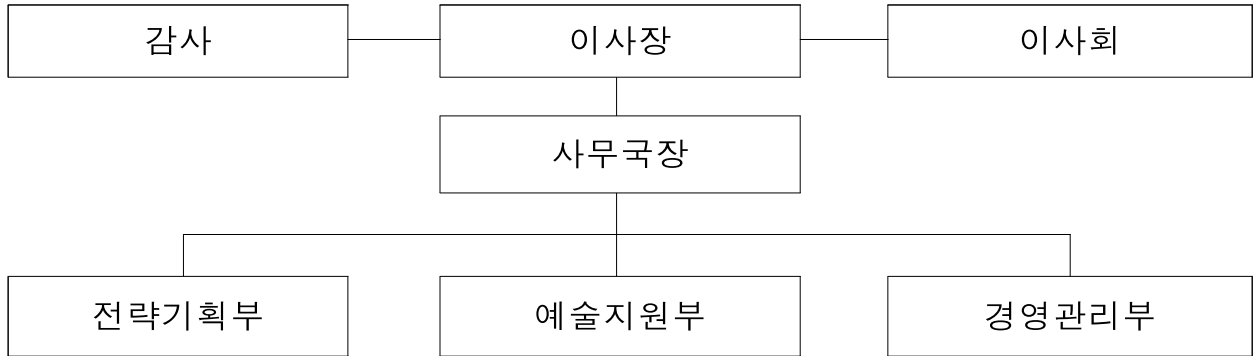 감사
이사장
이사회
사무국장
전략기획부
예술지원부
경영관리부